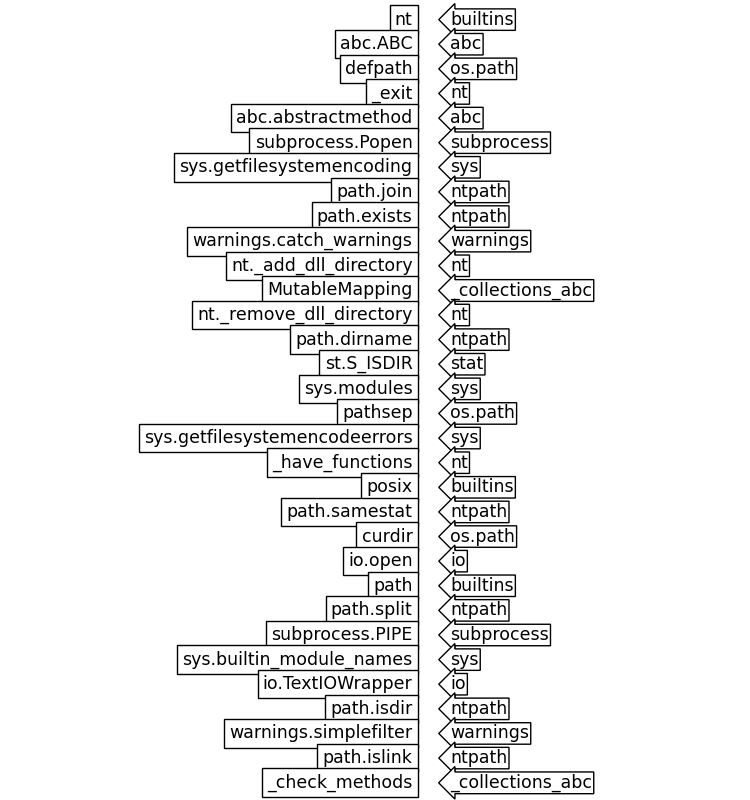 nt builtins
abc.ABC abc
defpath os.path
_exit nt
abc.abstractmethod abc
subprocess.Popen subprocess
sys.getfilesystemencoding sys
path.join ntpath
path.exists ntpath
warnings.catch_warnings warnings
nt._add_dll_directory nt
MutableMapping _collections_abc
nt._remove_dll_directory nt
path.dirname ntpath
st.S_ISDIR stat
sys.modules sys
pathsep os.path
sys.getfilesystemencodeerrors sys
_have_functions nt
posix builtins
path.samestat ntpath
curdir os.path
io.open io
path builtins
path.split ntpath
subprocess.PIPE subprocess
sys.builtin_module_names sys
io.TextIOWrapper io
path.isdir ntpath
warnings.simplefilter warnings
path.islink ntpath
_check_methods _collections_abc